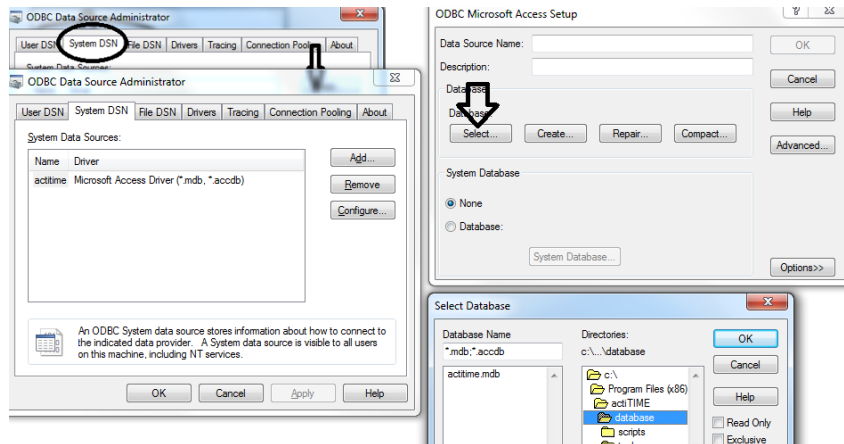 ODBC Data Source Administrator
User DSN System DSN File DSN Drivers Tracing Connection Pooling About
System Data Sources:
ODBC Data Source Administrator
User DSN System DSN File DSN Drivers Tracing Connection Pooling About
System Data Sources:
Name Driver
actitime Microsoft Access Driver (*.mdb, *.accdb)
Add...
Remove
Configure...
An ODBC System data source stores information about how to connect to
the indicated data provider. A System data source is visible to all users
on this machine, including NT services.
OK Cancel Apply Help
ODBC Microsoft Access Setup
Data Source Name:
Description:
Database
Database:
Select... Create... Repair... Compact...
System Database
None
Database:
System Database...
OK
Cancel
Help
Advanced...
Options>>
Select Database
Database Name
*.mdb;*.accdb
actitime.mdb
Directories:
c:\...\database
c:\
Program Files (x86)
actiTIME
database
scripts
OK
Cancel
Help
Read Only
Exclusive